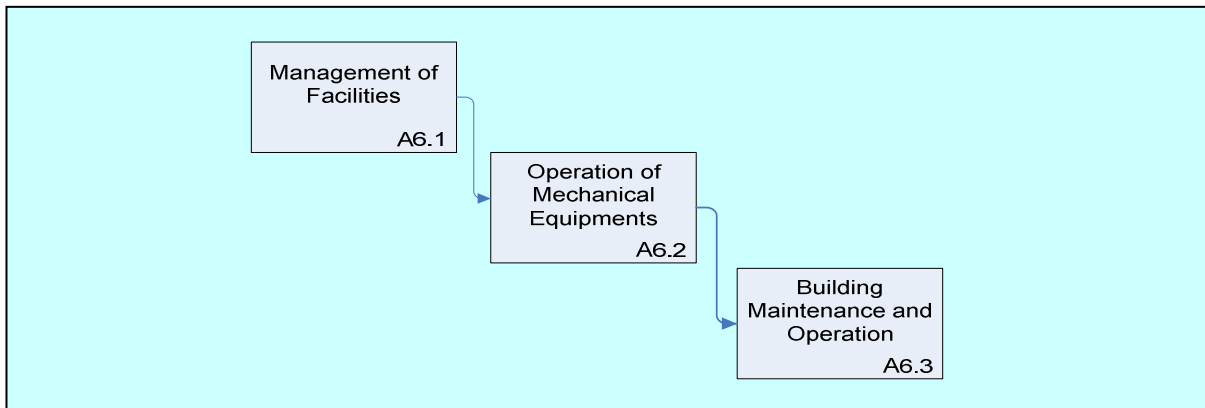 Management of
Facilities
A6.1
Operation of
Mechanical
Equipments
A6.2
Building
Maintenance and
Operation
A6.3